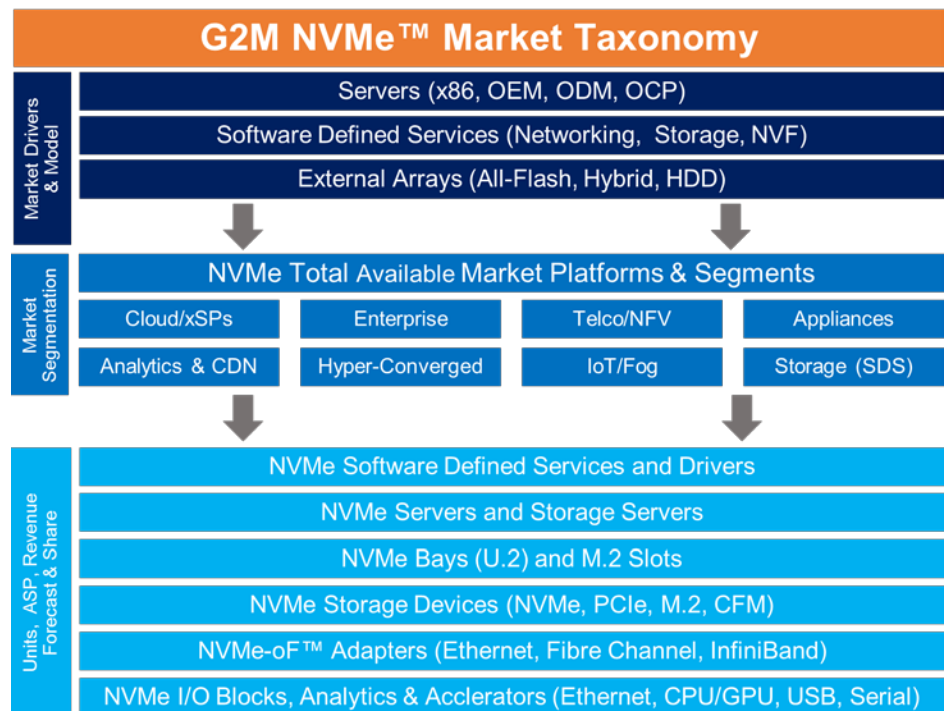 G2M NVMe™ Market Taxonomy
Market Drivers
& Model
Servers (x86, OEM, ODM, OCP)
Software Defined Services (Networking, Storage, NVF)
External Arrays (All-Flash, Hybrid, HDD)
Market
Segmentation
NVMe Total Available Market Platforms & Segments
Cloud/xSPs
Enterprise
Telco/NFV
Appliances
Analytics & CDN
Hyper-Converged
IoT/Fog
Storage (SDS)
Units, ASP, Revenue
Forecast & Share
NVMe Software Defined Services and Drivers
NVMe Servers and Storage Servers
NVMe Bays (U.2) and M.2 Slots
NVMe Storage Devices (NVMe, PCIe, M.2, CFM)
NVMe-oF™ Adapters (Ethernet, Fibre Channel, InfiniBand)
NVMe I/O Blocks, Analytics & Acclerators (Ethernet, CPU/GPU, USB, Serial)